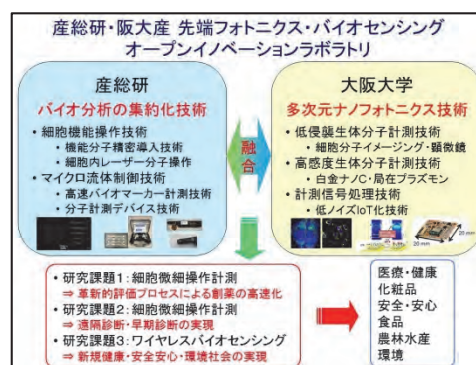 産総研・阪大産 先端フォトニクス・バイオセンシング
オープンイノベーションラボラトリ
産総研
バイオ分析の集約化技術
• 細胞機能操作技術
• 機能分子精密導入技術
• 細胞内レーザー分子操作
• マイクロ流体制御技術
• 高速バイオマーカー計測技術
• 分子計測デバイス技術
融合
大阪大学
多次元ナノフォトニクス技術
• 低侵襲生体分子計測技術
• 細胞分子イメージング・顕微鏡
• 高感度生体分子計測技術
• 白金ナノC・局在プラズモン
• 計測信号処理技術
• 低ノイズIoT化技術
20 mm
20 mm
• 研究課題1：細胞微細操作計測
⇒ 革新的評価プロセスによる創薬の高速化
• 研究課題2：細胞微細操作計測
⇒ 遠隔診断・早期診断の実現
• 研究課題3：ワイヤレスバイオセンシング
⇒ 新規健康・安全安心・環境社会の実現
医療・健康
化粧品
安全・安心
食品
農林水産
環境